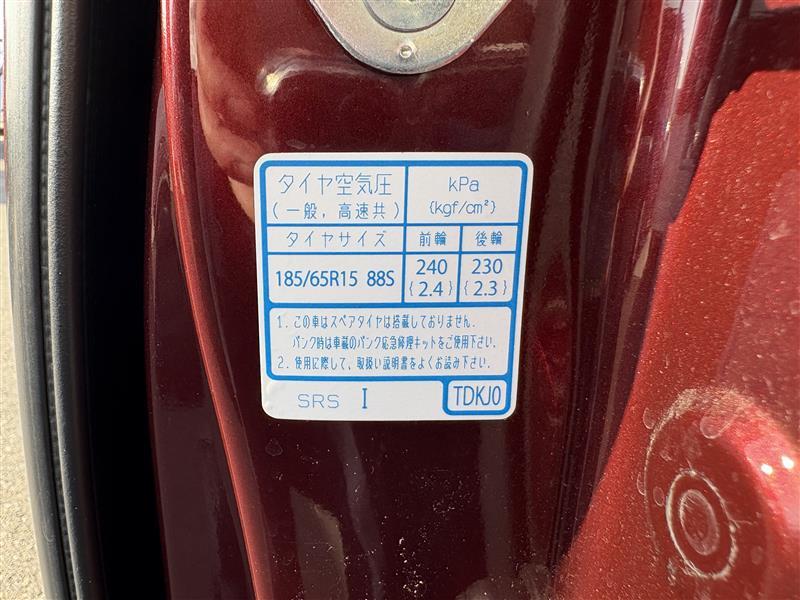 タイヤ空気圧
(一般，高速共)
kPa
{kgf/cm²}
タイヤサイズ 前輪 後輪
185/65R15 88S 240 230
{2.4} {2.3}
1. この車はスペアタイヤは搭載しておりません．
パンク時は車載のパンク応急修理キットをご使用下さい．
2. 使用に際して、取扱い説明書をよくお読み下さい．
SRS I TDKJ0